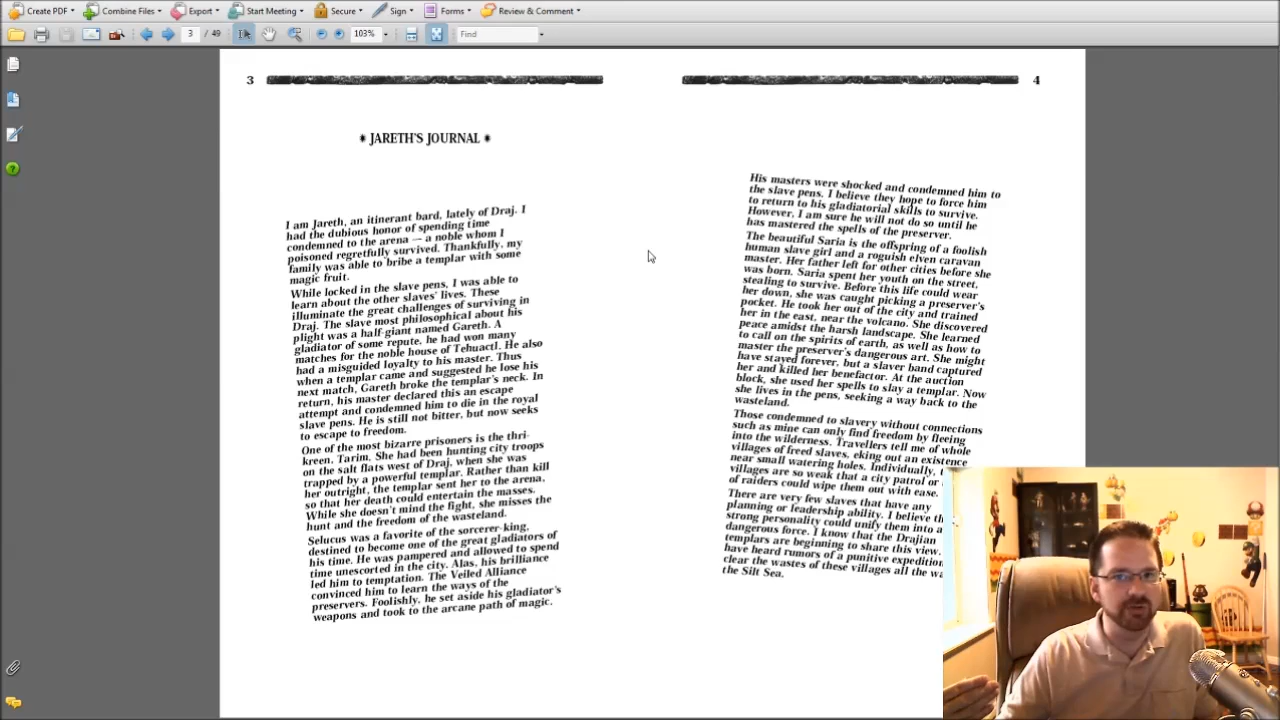 Create PDF
Combine Files
Export
Start Meeting
Secure
Sign
Forms
Review & Comment
3 / 49
103%
Find
3
4
* JARETH'S JOURNAL *
I am Jareth, an itinerant bard, lately of Draj. I
had the dubious honor of spending time
condemned to the arena — a noble whom I
poisoned regretfully survived. Thankfully, my
family was able to bribe a templar with some
magic fruit.
While locked in the slave pens, I was able to
learn about the other slaves' lives. These
illuminate the great challenges of surviving in
Draj. The slave most philosophical about his
plight was a half-giant named Gareth. A
gladiator of some repute, he had won many
matches for the noble house of Tehuactl. He also
had a misguided loyalty to his master. Thus
when a templar came and suggested he lose his
next match, Gareth broke the templar's neck. In
return, his master declared this an escape
attempt and condemned him to die in the royal
slave pens. He is still not bitter, but now seeks
to escape to freedom.
One of the most bizarre prisoners is the thri-
kreen, Tarim. She had been hunting city troops
on the salt flats west of Draj, when she was
trapped by a powerful templar. Rather than kill
her outright, the templar sent her to the arena,
so that her death could entertain the masses.
While she doesn't mind the fight, she misses the
hunt and the freedom of the wasteland.
Selucus was a favorite of the sorcerer-king,
destined to become one of the great gladiators of
his time. He was pampered and allowed to spend
time unescorted in the city. Alas, his brilliance
led him to temptation. The Veiled Alliance
convinced him to learn the ways of the
preservers. Foolishly, he set aside his gladiator's
weapons and took to the arcane path of magic.
His masters were shocked and condemned him to
the slave pens. I believe they hope to force him
to return to his gladiatorial skills to survive.
However, I am sure he will not do so until he
has mastered the spells of the preserver.
The beautiful Saria is the offspring of a foolish
human slave girl and a roguish elven caravan
master. Her father left for other cities before she
was born. Saria spent her youth on the street,
stealing to survive. Before this life could wear
her down, she was caught picking a preserver's
pocket. He took her out of the city and trained
her in the east, near the volcano. She discovered
peace amidst the harsh landscape. She learned
to call on the spirits of earth, as well as how to
master the preserver's dangerous art. She might
have stayed forever, but a slaver band captured
her and killed her benefactor. At the auction
block, she used her spells to slay a templar. Now
she lives in the pens, seeking a way back to the
wasteland.
Those condemned to slavery without connections
such as mine can only find freedom by fleeing
into the wilderness. Travellers tell me of whole
villages of freed slaves, eking out an existence
near small watering holes. Individually,
villages are so weak that a city patrol or
of raiders could wipe them out with ease.
There are very few slaves that have any
planning or leadership ability. I believe
strong personality could unify them into a
dangerous force. I know that the Drajian
templars are beginning to share this view.
have heard rumors of a punitive expedition
clear the wastes of these villages all the
the Silt Sea.